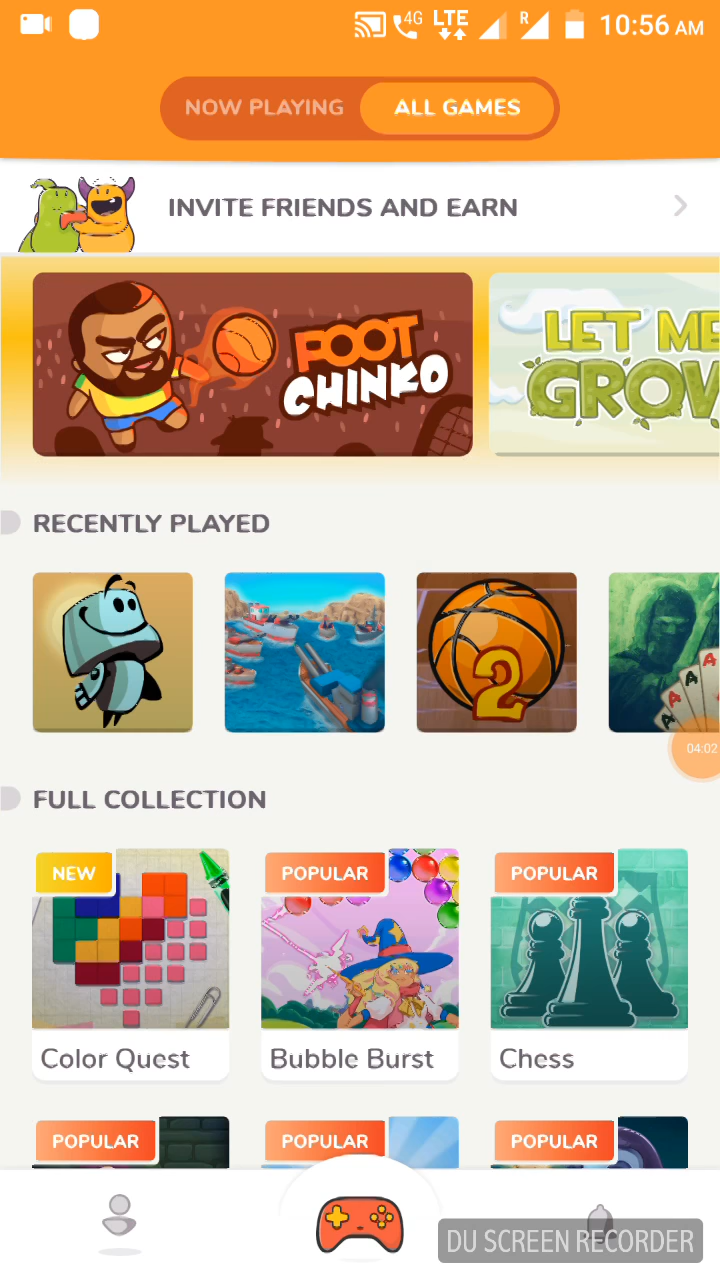 4G LTE R 10:56 AM
NOW PLAYING ALL GAMES
INVITE FRIENDS AND EARN
FOOT
CHINKO
LET ME
GROW
RECENTLY PLAYED
2
A A A A
04:02
FULL COLLECTION
NEW POPULAR POPULAR
Color Quest Bubble Burst Chess
POPULAR POPULAR POPULAR
DU SCREEN RECORDER